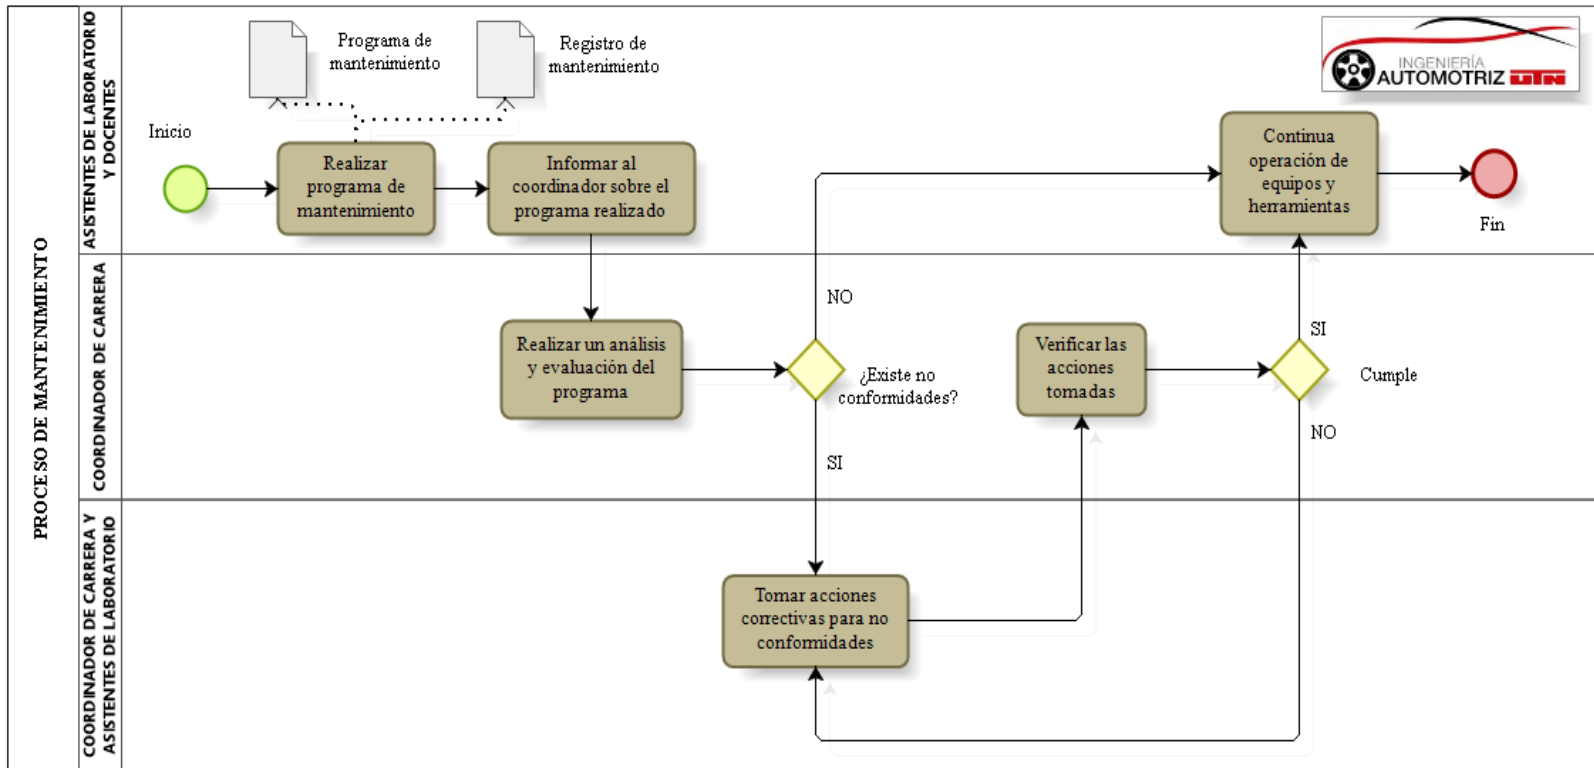 PROCESO DE MANTENIMIENTO
ASISTENTES DE LABORATORIO
Y DOCENTES
Programa de
mantenimiento
Registro de
mantenimiento
INGENIERÍA
AUTOMOTRIZ UTN
Inicio
Realizar
programa de
mantenimiento
Informar al
coordinador sobre el
programa realizado
Continua
operación de
equipos y
herramientas
Fin
COORDINADOR DE CARRERA
Realizar un análisis
y evaluación del
programa
NO
¿Existe no
conformidades?
SI
Verificar las
acciones
tomadas
SI
Cumple
NO
COORDINADOR DE CARRERA Y
ASISTENTES DE LABORATORIO
Tomar acciones
correctivas para no
conformidades